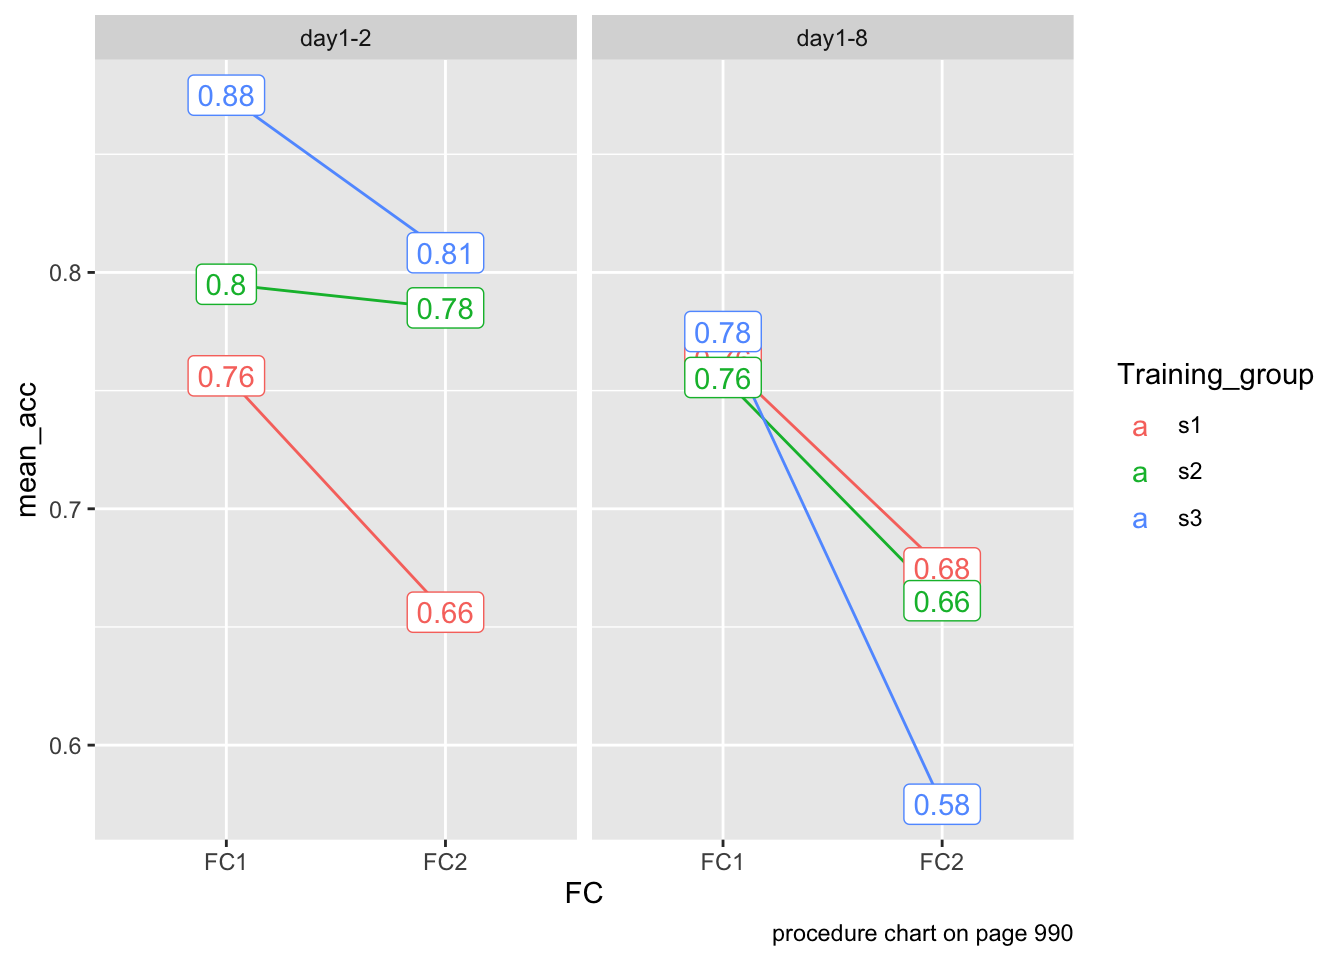 day1-2
day1-8
0.88
0.81
0.8
0.8
0.78
0.78
0.76
0.76
mean_acc
0.7
0.68
0.66
0.66
0.6
0.58
FC1
FC2
FC1
FC2
FC
Training_group
a s1
a s2
a s3
procedure chart on page 990